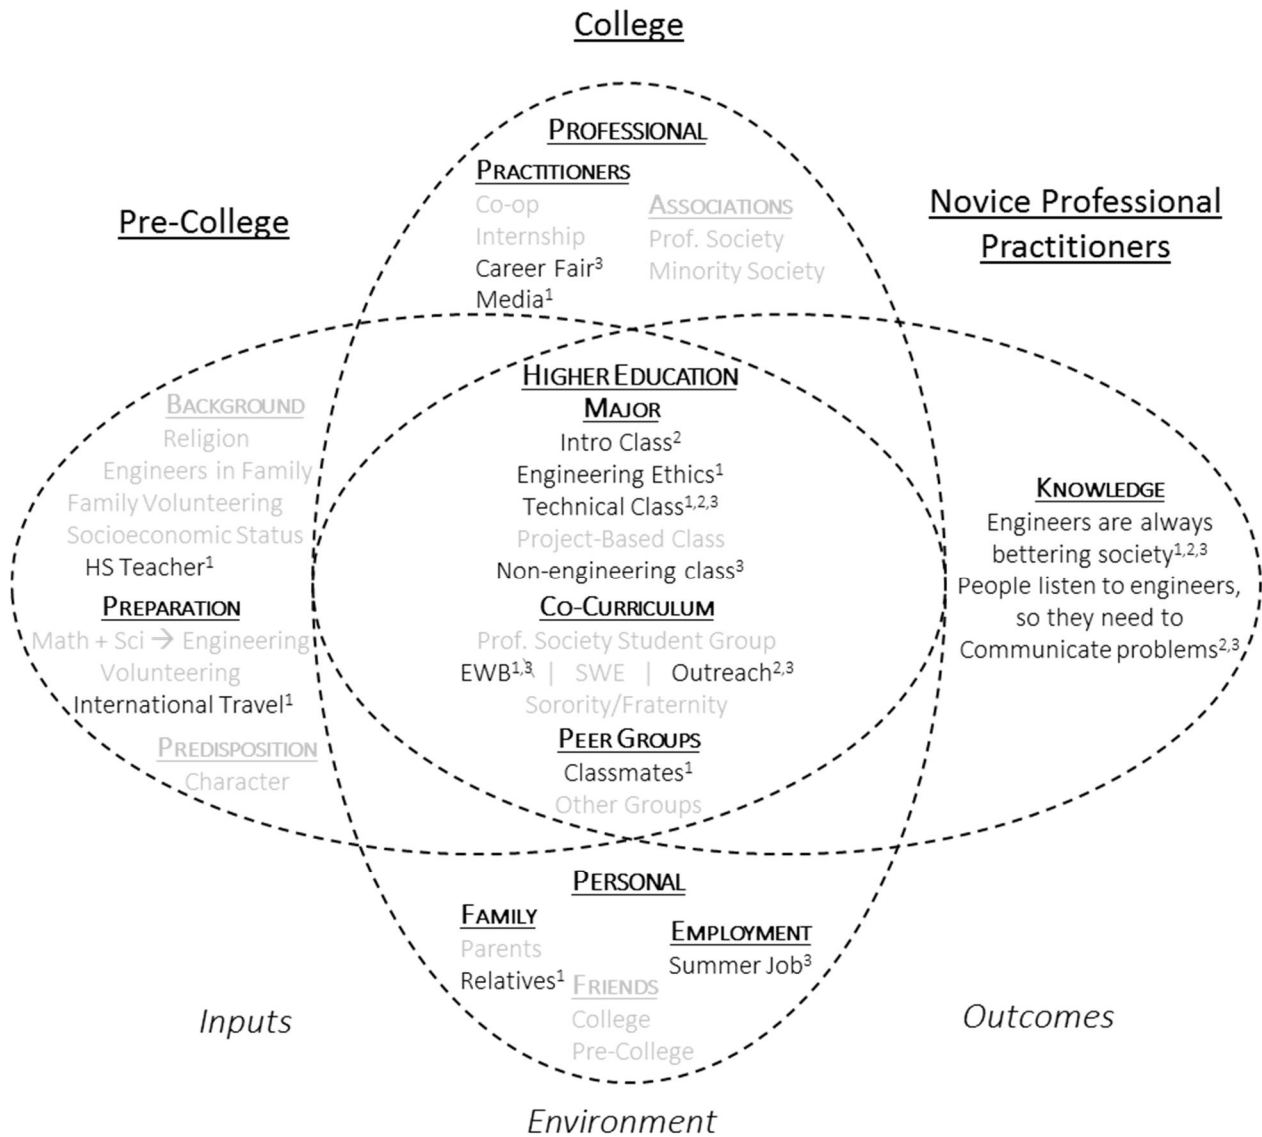 College
Pre-College
Novice Professional
Practitioners
PROFESSIONAL
PRACTITIONERS
Co-op
Internship
Career Fair³
Media¹
ASSOCIATIONS
Prof. Society
Minority Society
BACKGROUND
Religion
Engineers in Family
Family Volunteering
Socioeconomic Status
HS Teacher¹
PREPARATION
Math + Sci → Engineering
Volunteering
International Travel¹
PREDISPOSITION
Character
HIGHER EDUCATION
MAJOR
Intro Class²
Engineering Ethics¹
Technical Class¹,²,³
Project-Based Class
Non-engineering class³
CO-CURRICULUM
Prof. Society Student Group
EWB¹,³ | SWE | Outreach²,³
Sorority/Fraternity
PEER GROUPS
Classmates¹
Other Groups
KNOWLEDGE
Engineers are always
bettering society¹,²,³
People listen to engineers,
so they need to
Communicate problems²,³
PERSONAL
FAMILY
Parents
Relatives¹
EMPLOYMENT
Summer Job³
FRIENDS
College
Pre-College
Inputs
Outcomes
Environment